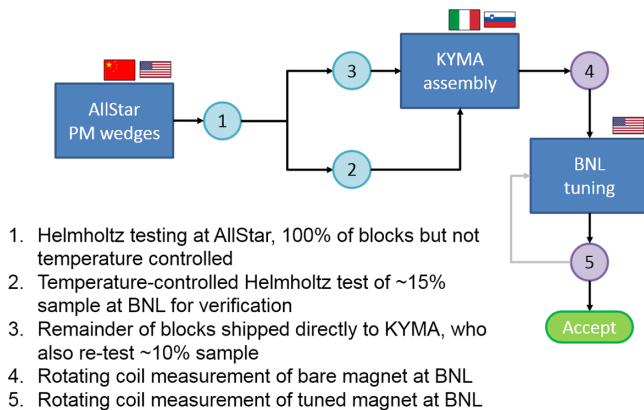 AllStar
PM wedges
1
3
2
KYMA
assembly
4
BNL
tuning
5
Accept
1. Helmholtz testing at AllStar, 100% of blocks but not
temperature controlled
2. Temperature-controlled Helmholtz test of ~15%
sample at BNL for verification
3. Remainder of blocks shipped directly to KYMA, who
also re-test ~10% sample
4. Rotating coil measurement of bare magnet at BNL
5. Rotating coil measurement of tuned magnet at BNL